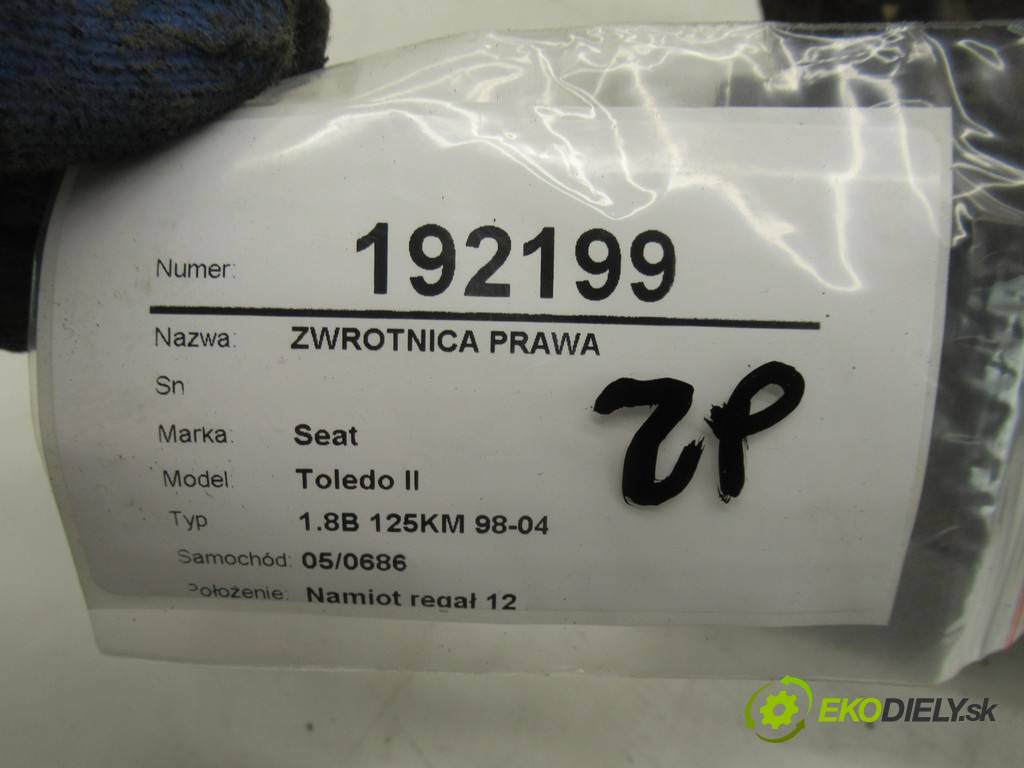 Numer: 192199
Nazwa: ZWROTNICA PRAWA
Sn
Marka: Seat
Model: Toledo II
Typ 1.8B 125KM 98-04
Samochód: 05/0686
Położenie: Namiot regał 12
ZP
EKODIELY.sk